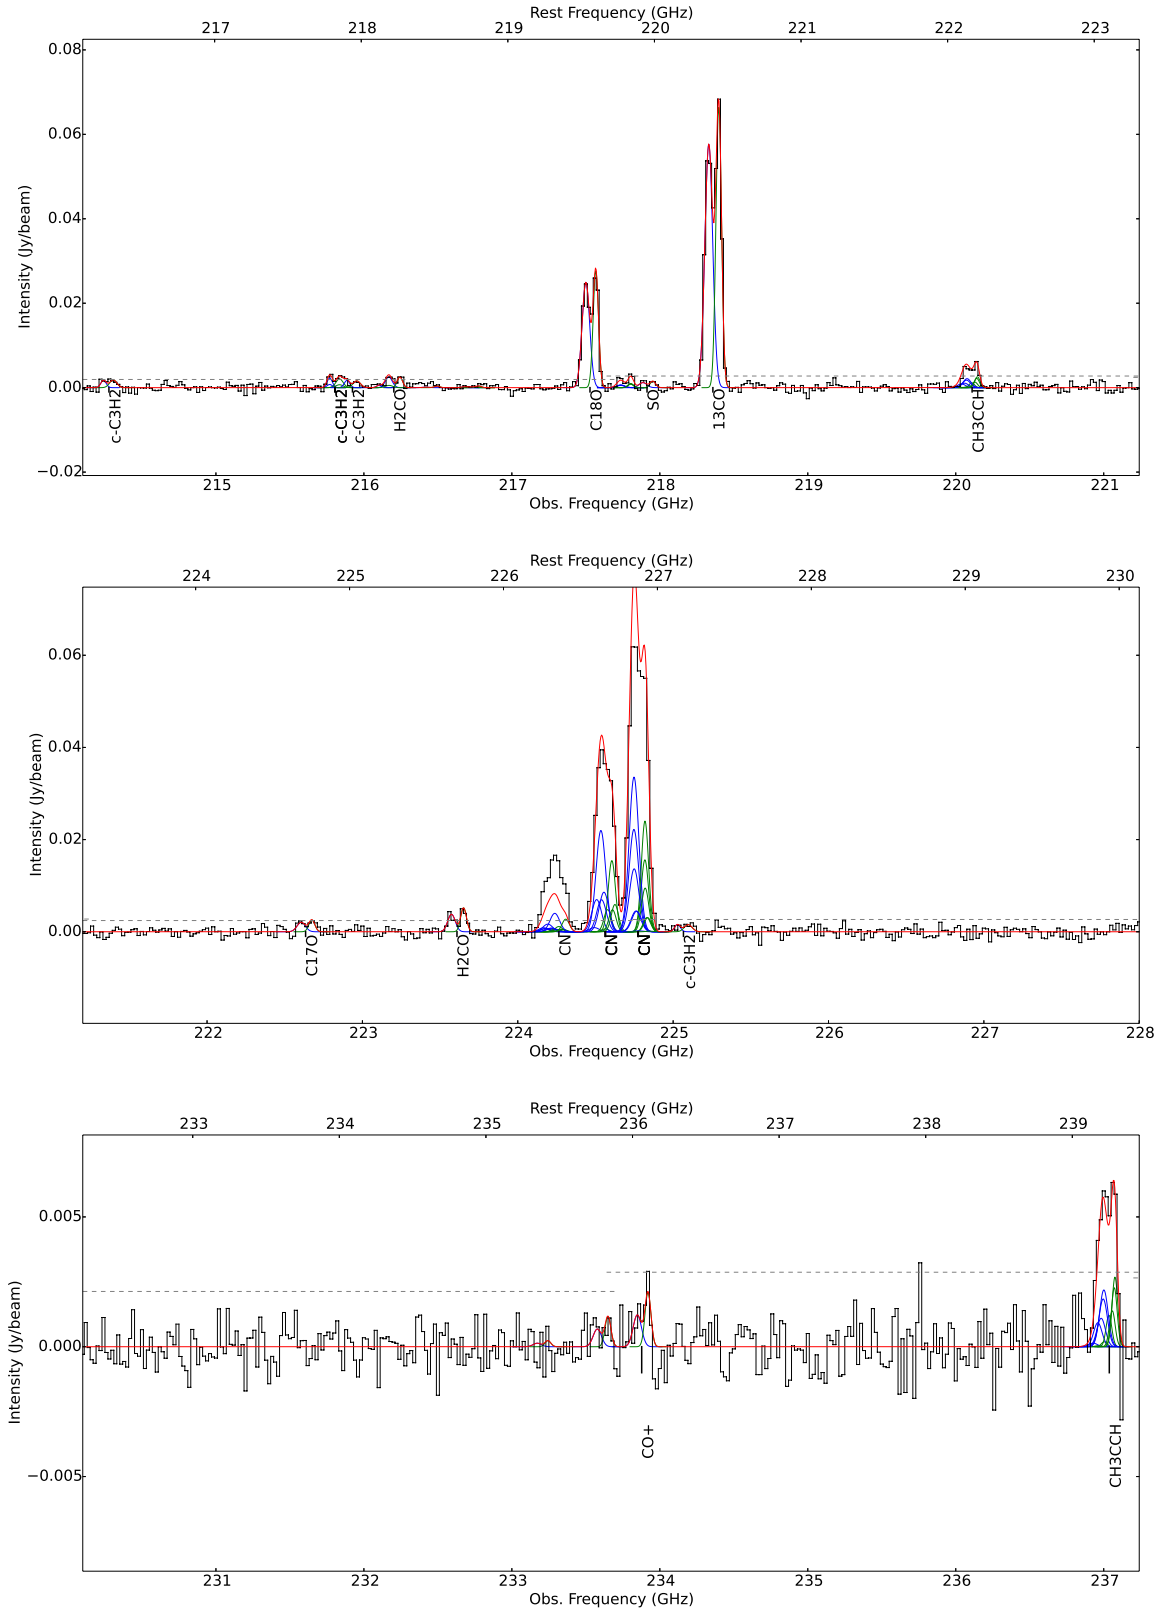 Rest Frequency (GHz)
217 218 219 220 221 222 223
0.08
0.06
0.04
0.02
0.00
−0.02
Intensity (Jy/beam)
c-C3H2 c-C3H2 c-C3H2 H2CO C18O SO 13CO CH3CCH
215 216 217 218 219 220 221
Obs. Frequency (GHz)
Rest Frequency (GHz)
224 225 226 227 228 229 230
0.06
0.04
0.02
0.00
Intensity (Jy/beam)
C17O H2CO CN CN CN c-C3H2
222 223 224 225 226 227 228
Obs. Frequency (GHz)
Rest Frequency (GHz)
233 234 235 236 237 238 239
0.005
0.000
−0.005
Intensity (Jy/beam)
CO+ CH3CCH
231 232 233 234 235 236 237
Obs. Frequency (GHz)